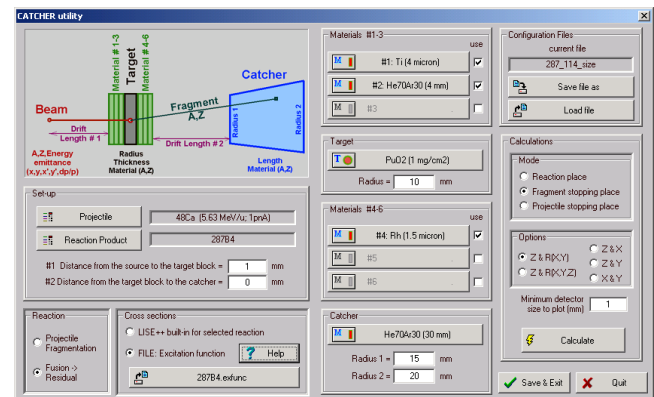 CATCHER utility
Material # 1-3
Target
Material # 4-6
Catcher
Beam
Fragment
A,Z
Radius 1
Radius 2
Drift
Length # 1
Drift Length # 2
A,Z,Energy
emittance
(x,y,x',y',dp/p)
Radius
Thickness
Material (A,Z)
Length
Material (A,Z)
Set-up
Projectile
48Ca (5.63 MeV/u; 1pnA)
Reaction Product
287B4
#1 Distance from the source to the target block =
1
mm
#2 Distance from the target block to the catcher =
0
mm
Reaction
Projectile
Fragmentation
Fusion ->
Residual
Cross sections
LISE++ built-in for selected reaction
FILE: Excitation function
? Help
287B4.exfunc
Materials #1-3
use
M
#1: Ti (4 micron)
M
#2: He70Ar30 (4 mm)
M
#3
Target
T
PuO2 (1 mg/cm2)
Radius =
10
mm
Materials #4-6
use
M
#4: Rh (1.5 micron)
M
#5
M
#6
Catcher
M
He70Ar30 (30 mm)
Radius 1 =
15
mm
Radius 2 =
20
mm
Configuration Files
current file
287_114_size
Save file as
Load file
Calculations
Mode
Reaction place
Fragment stopping place
Projectile stopping place
Options
Z & R(X,Y)
Z & R(X,Y,Z)
Z & X
Z & Y
X & Y
Minimum detector
size to plot (mm)
1
Calculate
Save & Exit
Quit